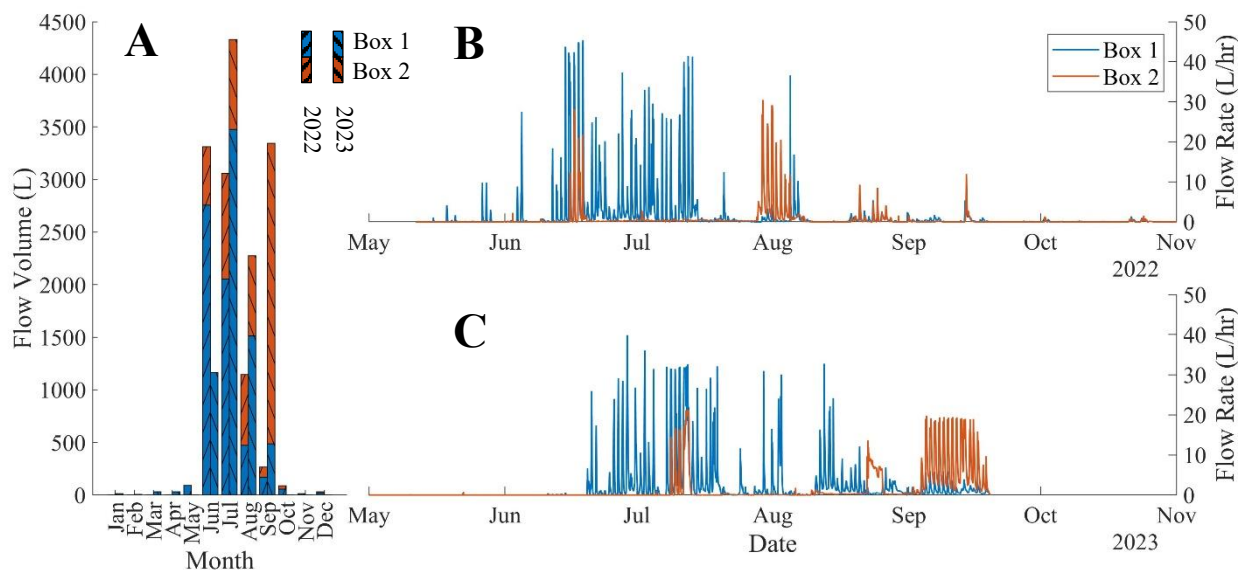 A
4500
4000
3500
3000
2500
2000
1500
1000
500
0
Flow Volume (L)
Box 1
Box 2
2022
2023
Jan
Feb
Mar
Apr
May
Jun
Jul
Aug
Sep
Oct
Nov
Dec
Month
B
Box 1
Box 2
50
40
30
20
10
0
Flow Rate (L/hr)
May Jun Jul Aug Sep Oct Nov
2022
C
50
40
30
20
10
0
Flow Rate (L/hr)
May Jun Jul Aug Sep Oct Nov
Date
2023